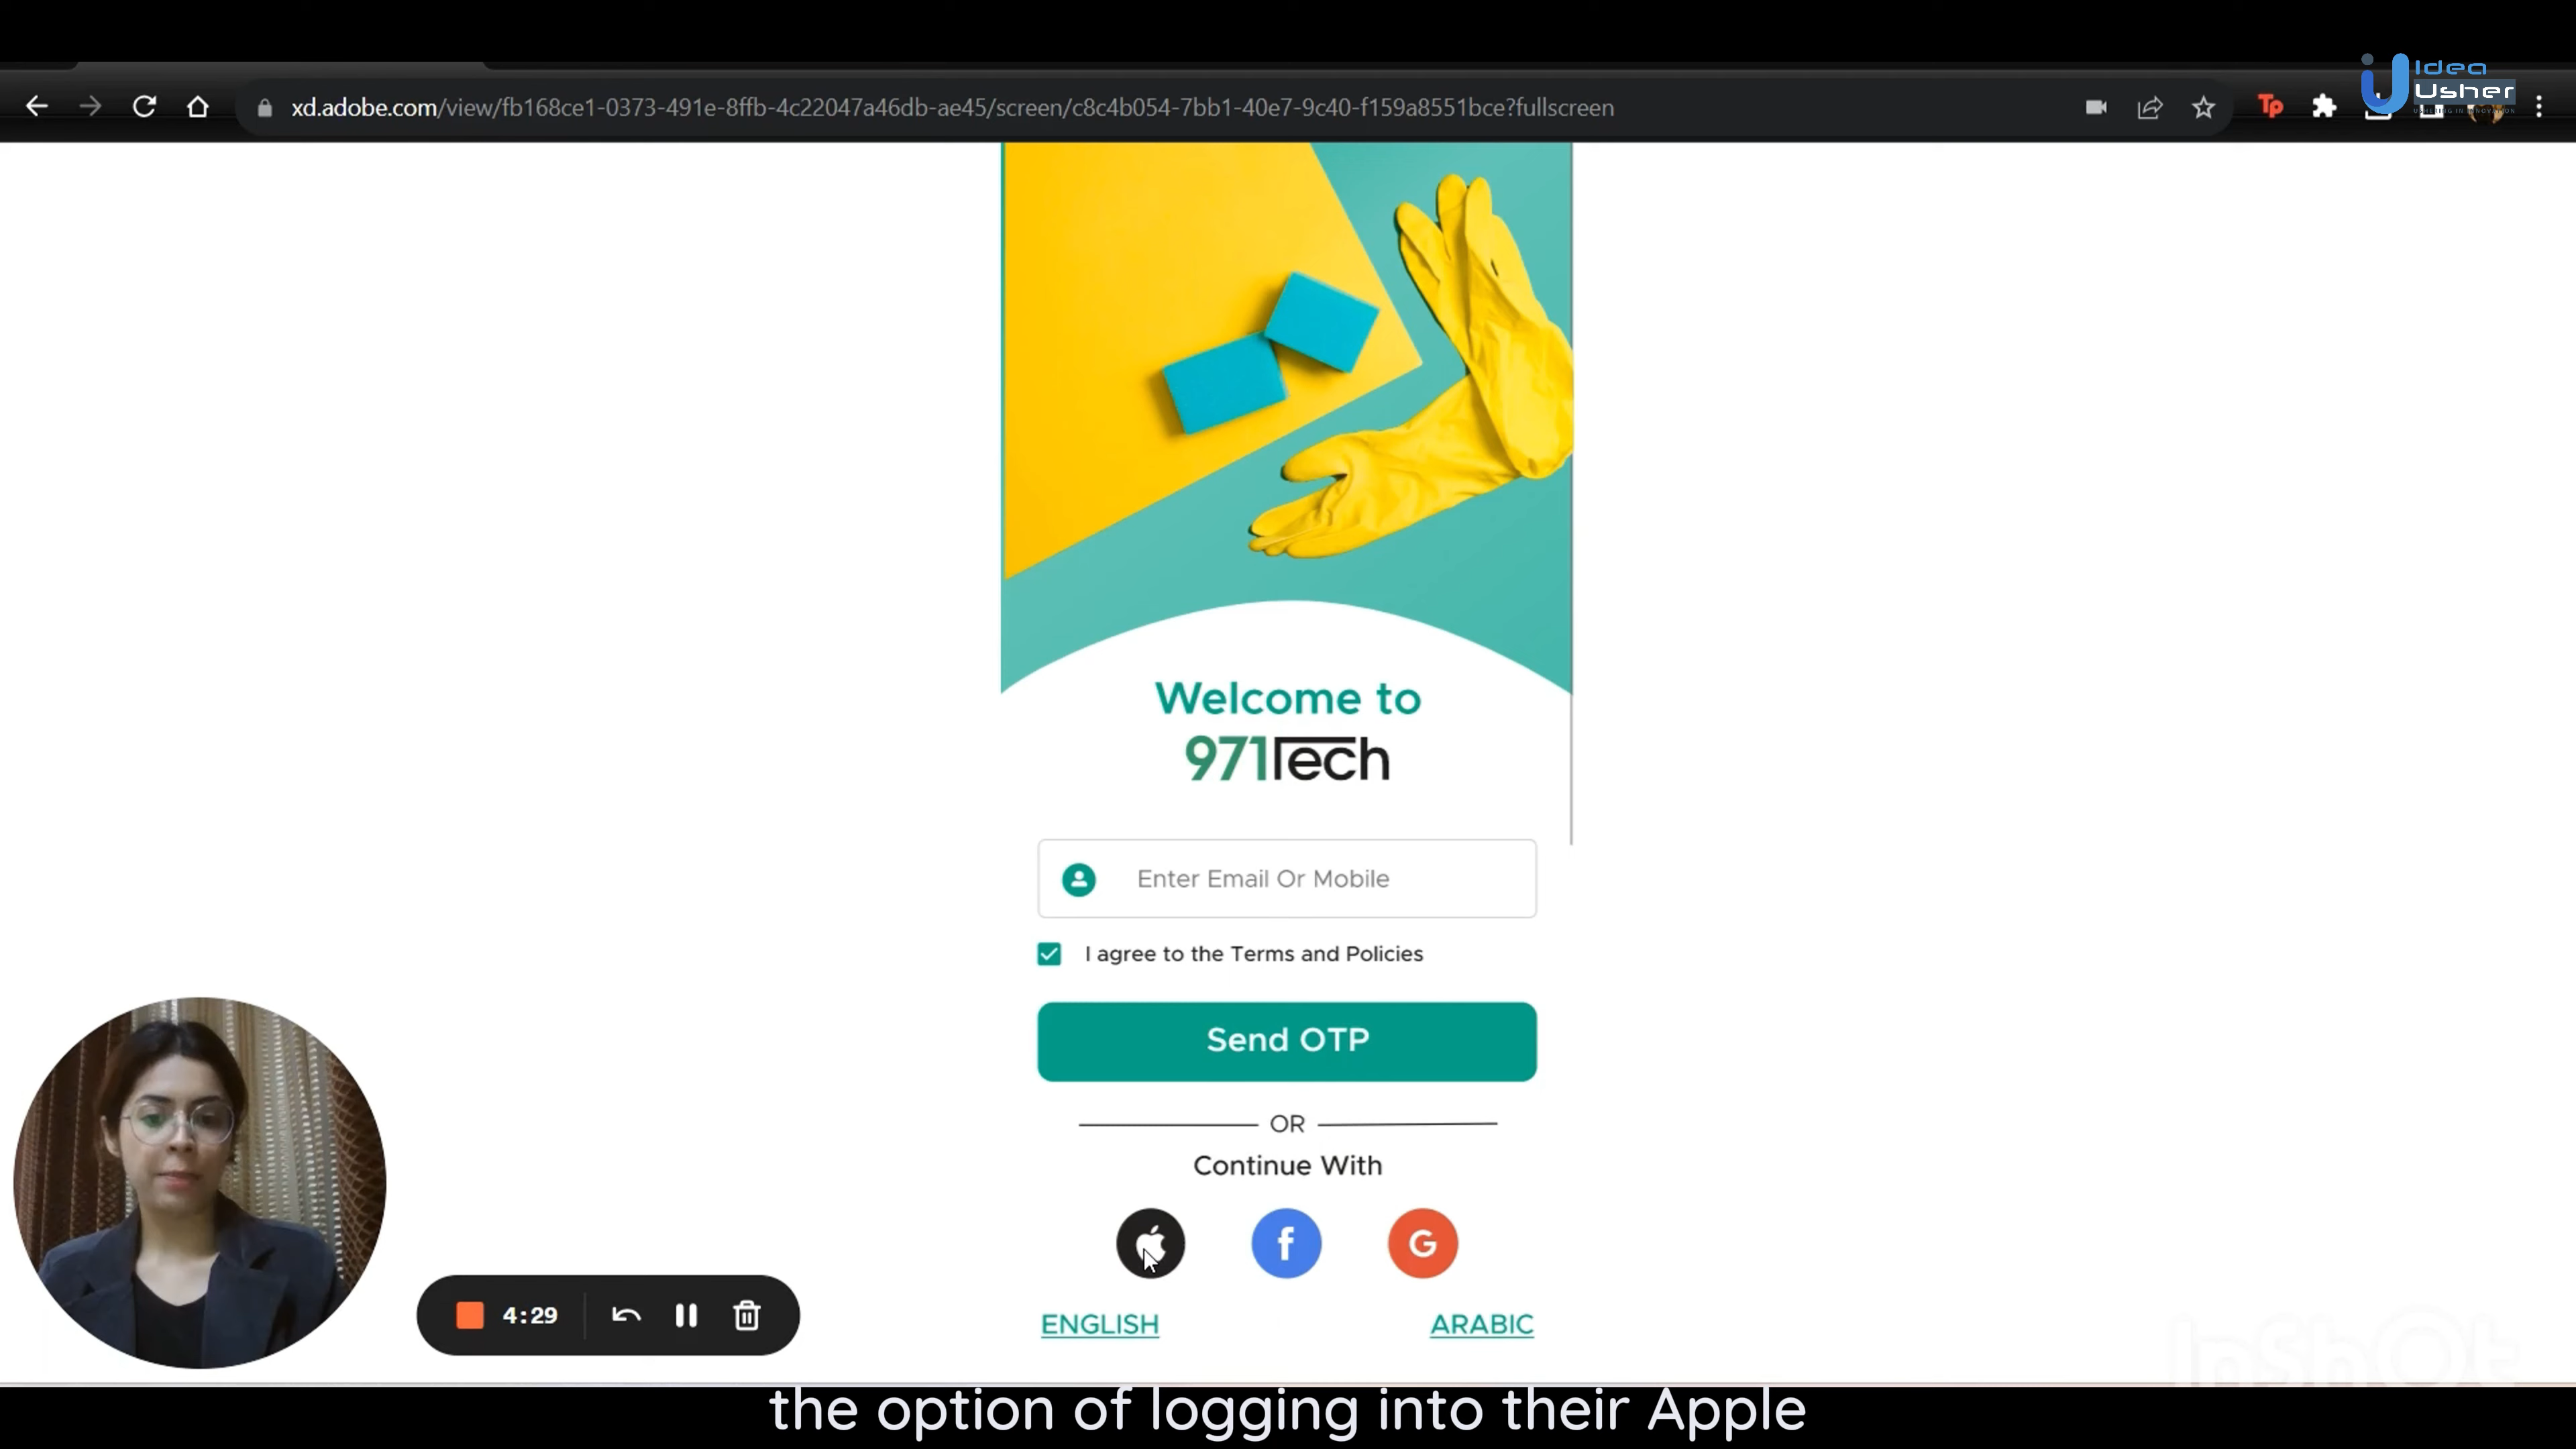 Idea
Usher
xd.adobe.com/view/fb168ce1-0373-491e-8ffb-4c22047a46db-ae45/screen/c8c4b054-7bb1-40e7-9c40-f159a8551bce?fullscreen
Tp
Welcome to
971Tech
Enter Email Or Mobile
I agree to the Terms and Policies
Send OTP
OR
Continue With
f
G
4:29
ENGLISH
ARABIC
InShOt
the option of logging into their Apple